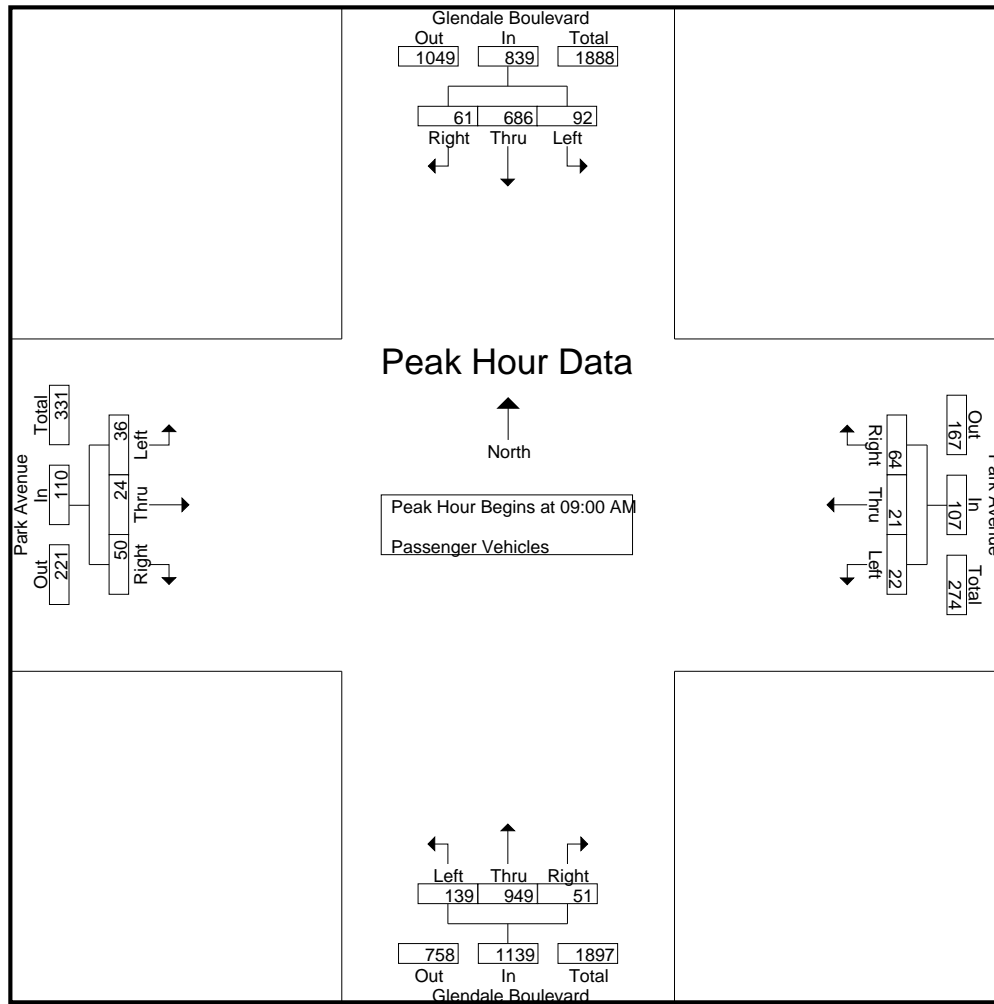 Glendale Boulevard
Out In Total
1049 839 1888
61 686 92
Right Thru Left
Peak Hour Data
North
Peak Hour Begins at 09:00 AM
Passenger Vehicles
Park Avenue
Total In Out
331 110 221
36 24 50
Left Thru Right
Park Avenue
Out In Total
167 107 274
64 21 22
Right Thru Left
Left Thru Right
139 949 51
758 1139 1897
Out In Total
Glendale Boulevard